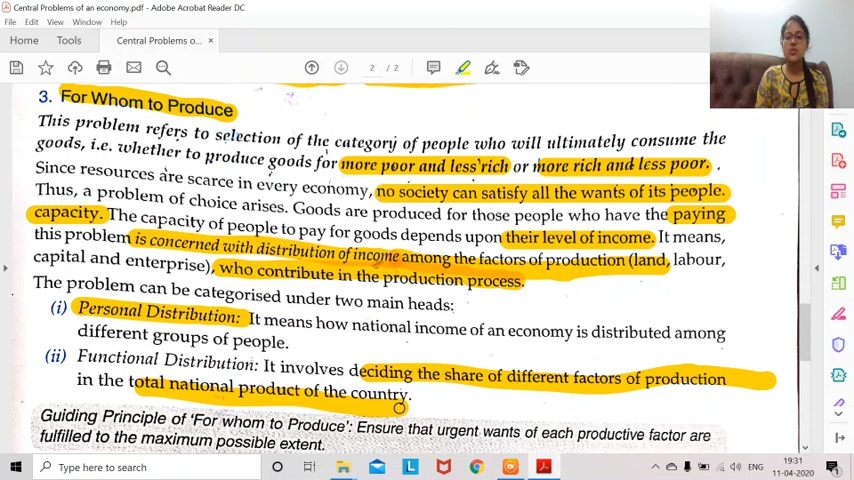 Central Problems of an economy.pdf - Adobe Acrobat Reader DC
File Edit View Window Help
Home Tools Central Problems o... ×
2 / 2
3. For Whom to Produce
This problem refers to selection of the category of people who will ultimately consume the
goods, i.e. whether to produce goods for more poor and less rich or more rich and less poor.
Since resources are scarce in every economy, no society can satisfy all the wants of its people.
Thus, a problem of choice arises. Goods are produced for those people who have the paying
capacity. The capacity of people to pay for goods depends upon their level of income. It means,
this problem is concerned with distribution of income among the factors of production (land, labour,
capital and enterprise), who contribute in the production process.
The problem can be categorised under two main heads:
(i) Personal Distribution: It means how national income of an economy is distributed among
different groups of people.
(ii) Functional Distribution: It involves deciding the share of different factors of production
in the total national product of the country.
Guiding Principle of 'For whom to Produce': Ensure that urgent wants of each productive factor are
fulfilled to the maximum possible extent.
Type here to search
ENG
19:31
11-04-2020